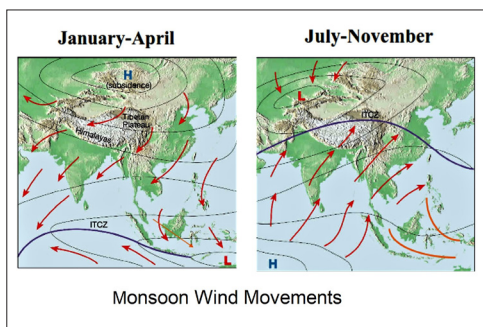 January-April
July-November
H
(subsidence)
Tibetan
Plateau
Himalayas
ITCZ
L
L
ITCZ
H
Monsoon Wind Movements